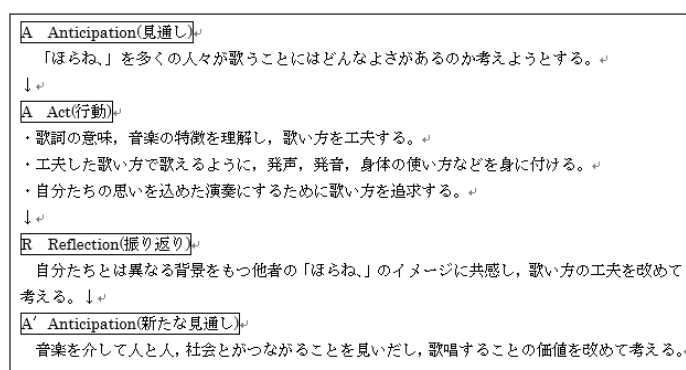 A Anticipation(見通し)
「ほらね、」を多くの人々が歌うことにはどんなよさがあるのか考えようとする。
↓
A Act(行動)
・歌詞の意味，音楽の特徴を理解し，歌い方を工夫する。
・工夫した歌い方で歌えるように，発声，発音，身体の使い方などを身に付ける。
・自分たちの思いを込めた演奏にするために歌い方を追求する。
↓
R Reflection(振り返り)
自分たちとは異なる背景をもつ他者の「ほらね、」のイメージに共感し，歌い方の工夫を改めて
考える。↓
A′ Anticipation(新たな見通し)
音楽を介して人と人，社会とがつながることを見いだし，歌唱することの価値を改めて考える。